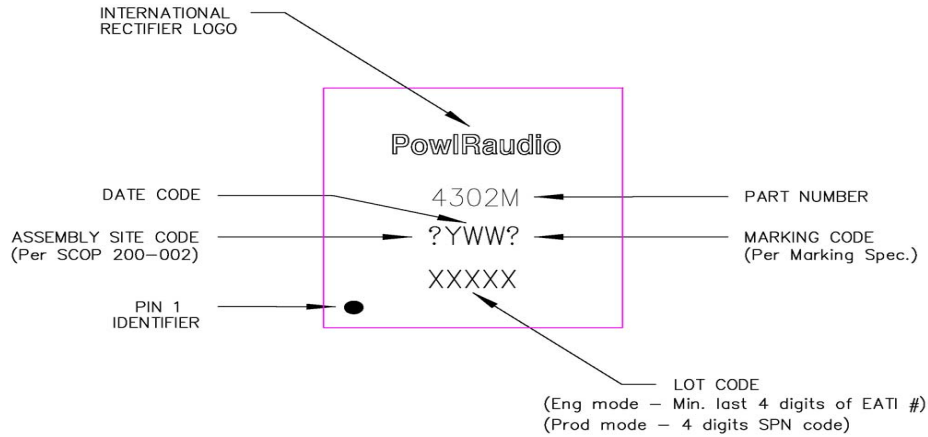 INTERNATIONAL
RECTIFIER LOGO
PowIRaudio
DATE CODE
4302M
PART NUMBER
ASSEMBLY SITE CODE
(Per SCOP 200-002)
?YWW?
MARKING CODE
(Per Marking Spec.)
XXXXX
PIN 1
IDENTIFIER
LOT CODE
(Eng mode – Min. last 4 digits of EATI #)
(Prod mode – 4 digits SPN code)